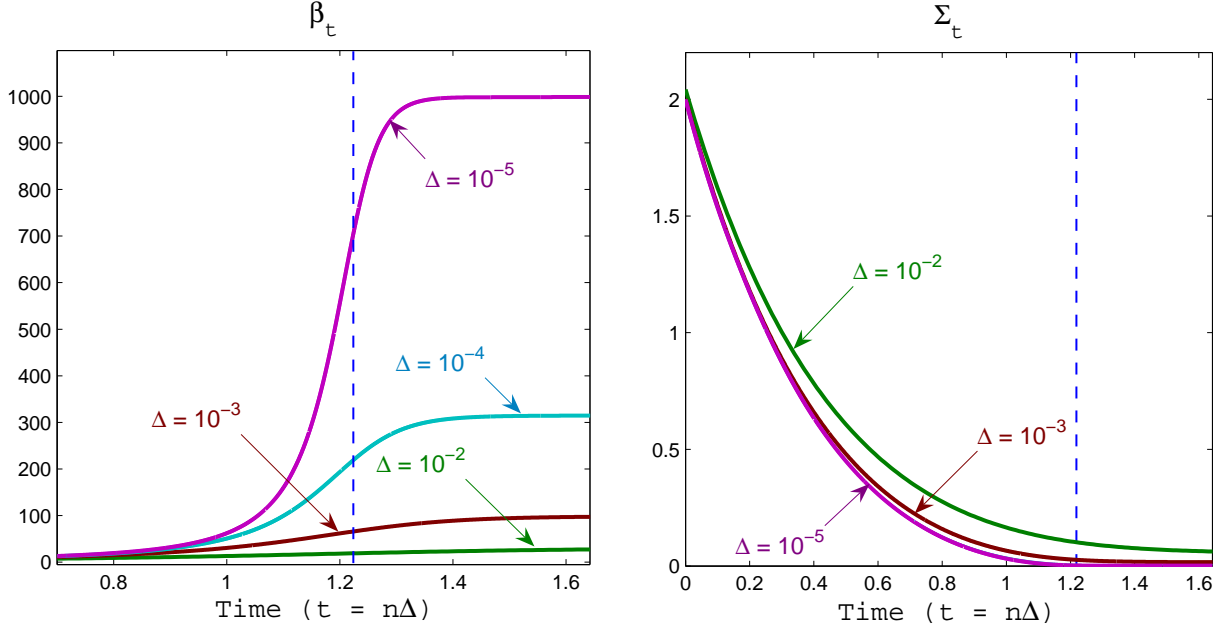 β_t
1000
900
800
700
600
500
400
300
200
100
0
Δ = 10^−5
Δ = 10^−4
Δ = 10^−3
Δ = 10^−2
0.8 1 1.2 1.4 1.6
Time (t = nΔ)
Σ_t
2
1.5
1
0.5
0
Δ = 10^−2
Δ = 10^−3
Δ = 10^−5
0 0.2 0.4 0.6 0.8 1 1.2 1.4 1.6
Time (t = nΔ)